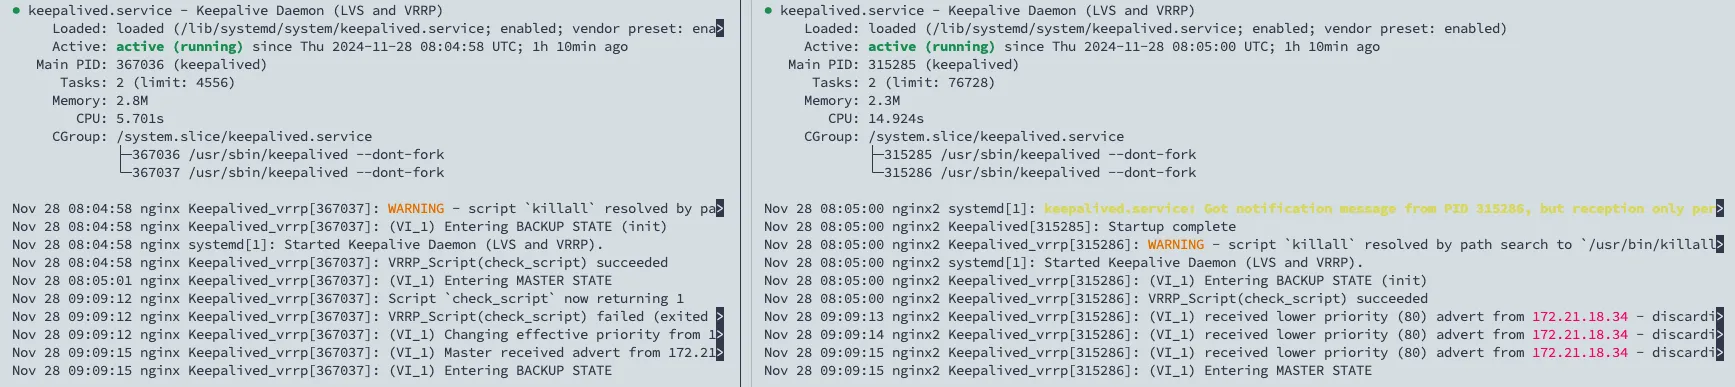 ● keepalived.service - Keepalive Daemon (LVS and VRRP)
Loaded: loaded (/lib/systemd/system/keepalived.service; enabled; vendor preset: ena>
Active: active (running) since Thu 2024-11-28 08:04:58 UTC; 1h 10min ago
Main PID: 367036 (keepalived)
Tasks: 2 (limit: 4556)
Memory: 2.8M
CPU: 5.701s
CGroup: /system.slice/keepalived.service
├─367036 /usr/sbin/keepalived --dont-fork
└─367037 /usr/sbin/keepalived --dont-fork
Nov 28 08:04:58 nginx Keepalived_vrrp[367037]: WARNING - script `killall` resolved by pa>
Nov 28 08:04:58 nginx Keepalived_vrrp[367037]: (VI_1) Entering BACKUP STATE (init)
Nov 28 08:04:58 nginx systemd[1]: Started Keepalive Daemon (LVS and VRRP).
Nov 28 08:04:58 nginx Keepalived_vrrp[367037]: VRRP_Script(check_script) succeeded
Nov 28 08:05:01 nginx Keepalived_vrrp[367037]: (VI_1) Entering MASTER STATE
Nov 28 09:09:12 nginx Keepalived_vrrp[367037]: Script `check_script` now returning 1
Nov 28 09:09:12 nginx Keepalived_vrrp[367037]: VRRP_Script(check_script) failed (exited >
Nov 28 09:09:12 nginx Keepalived_vrrp[367037]: (VI_1) Changing effective priority from 1>
Nov 28 09:09:15 nginx Keepalived_vrrp[367037]: (VI_1) Master received advert from 172.21>
Nov 28 09:09:15 nginx Keepalived_vrrp[367037]: (VI_1) Entering BACKUP STATE
● keepalived.service - Keepalive Daemon (LVS and VRRP)
Loaded: loaded (/lib/systemd/system/keepalived.service; enabled; vendor preset: enabled)
Active: active (running) since Thu 2024-11-28 08:05:00 UTC; 1h 10min ago
Main PID: 315285 (keepalived)
Tasks: 2 (limit: 76728)
Memory: 2.3M
CPU: 14.924s
CGroup: /system.slice/keepalived.service
├─315285 /usr/sbin/keepalived --dont-fork
└─315286 /usr/sbin/keepalived --dont-fork
Nov 28 08:05:00 nginx2 systemd[1]: keepalived.service: Got notification message from PID 315286, but reception only per>
Nov 28 08:05:00 nginx2 Keepalived[315285]: Startup complete
Nov 28 08:05:00 nginx2 Keepalived_vrrp[315286]: WARNING - script `killall` resolved by path search to `/usr/bin/killall>
Nov 28 08:05:00 nginx2 systemd[1]: Started Keepalive Daemon (LVS and VRRP).
Nov 28 08:05:00 nginx2 Keepalived_vrrp[315286]: (VI_1) Entering BACKUP STATE (init)
Nov 28 08:05:00 nginx2 Keepalived_vrrp[315286]: VRRP_Script(check_script) succeeded
Nov 28 09:09:13 nginx2 Keepalived_vrrp[315286]: (VI_1) received lower priority (80) advert from 172.21.18.34 - discardi>
Nov 28 09:09:14 nginx2 Keepalived_vrrp[315286]: (VI_1) received lower priority (80) advert from 172.21.18.34 - discardi>
Nov 28 09:09:15 nginx2 Keepalived_vrrp[315286]: (VI_1) received lower priority (80) advert from 172.21.18.34 - discardi>
Nov 28 09:09:15 nginx2 Keepalived_vrrp[315286]: (VI_1) Entering MASTER STATE